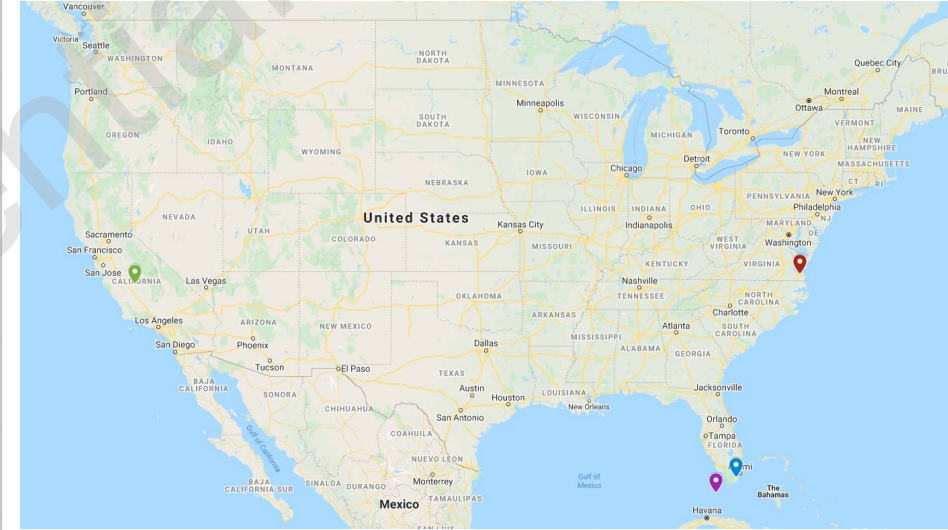 Vancouver
Victoria
Seattle
WASHINGTON
MONTANA
NORTH
DAKOTA
MINNESOTA
Quebec City
Portland
Minneapolis
Montreal
Ottawa
MAINE
OREGON
IDAHO
SOUTH
DAKOTA
WISCONSIN
MICHIGAN
Toronto
VERMONT
NEW
HAMPSHIRE
WYOMING
Detroit
NEW YORK
MASSACHUSETTS
Chicago
IOWA
CT
RI
NEBRASKA
PENNSYLVANIA
New York
NEVADA
United States
ILLINOIS
INDIANA
OHIO
Philadelphia
UTAH
Kansas City
Indianapolis
MARYLAND
NJ
DE
Sacramento
COLORADO
KANSAS
MISSOURI
WEST
VIRGINIA
Washington
San Francisco
San Jose
CALIFORNIA
Las Vegas
KENTUCKY
VIRGINIA
Nashville
TENNESSEE
OKLAHOMA
NORTH
CAROLINA
Los Angeles
ARIZONA
NEW MEXICO
ARKANSAS
Charlotte
Atlanta
SOUTH
CAROLINA
San Diego
Phoenix
Dallas
MISSISSIPPI
ALABAMA
GEORGIA
Tucson
El Paso
TEXAS
BAJA
CALIFORNIA
SONORA
Austin
Houston
LOUISIANA
Jacksonville
CHIHUAHUA
San Antonio
New Orleans
Orlando
COAHUILA
Tampa
FLORIDA
Gulf of California
NUEVO LEON
Gulf of
Mexico
BAJA
CALIFORNIA SUR
SINALOA
DURANGO
Monterrey
The
Bahamas
Mexico
TAMAULIPAS
Havana